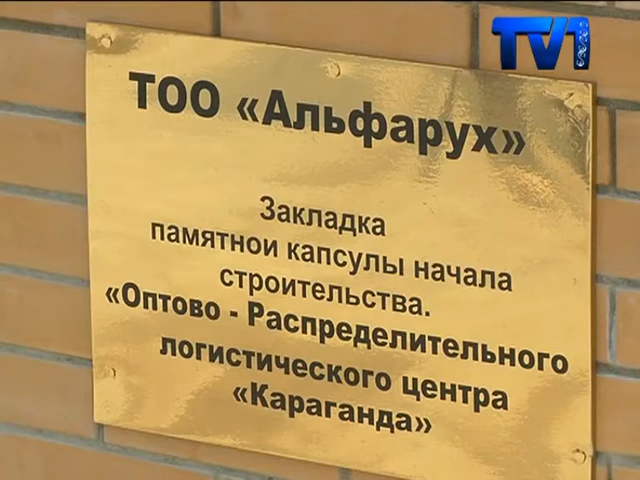 TV1
ТОО «Альфарух»
Закладка
памятнои капсулы начала
строительства.
«Оптово - Распределительного
логистического центра
«Караганда»